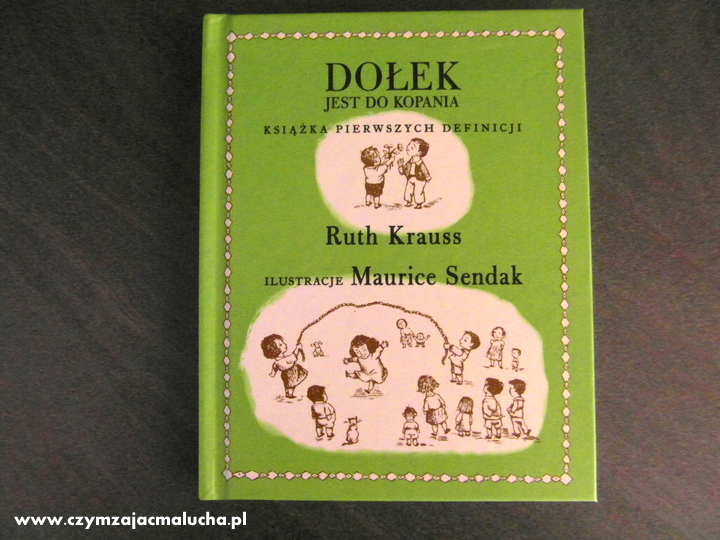 DOŁEK
JEST DO KOPANIA
KSIĄŻKA PIERWSZYCH DEFINICJI
Ruth Krauss
ILUSTRACJE Maurice Sendak
www.czymzajacmalucha.pl